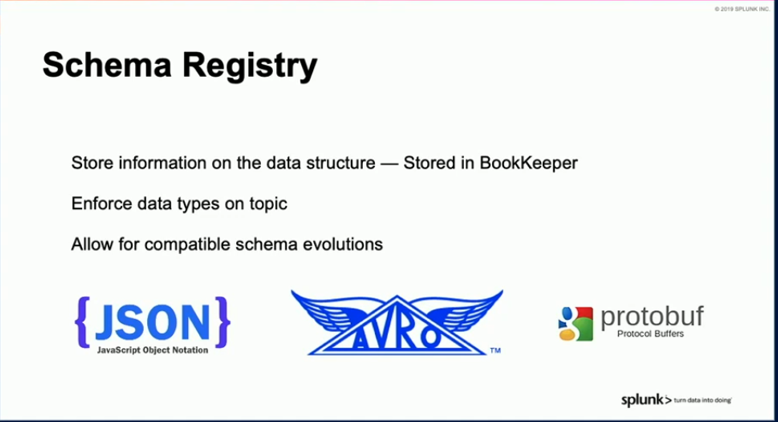 © 2019 SPLUNK INC.
Schema Registry
Store information on the data structure — Stored in BookKeeper
Enforce data types on topic
Allow for compatible schema evolutions
{JSON}
JavaScript Object Notation
AVRO ™
protobuf
Protocol Buffers
splunk> turn data into doing™